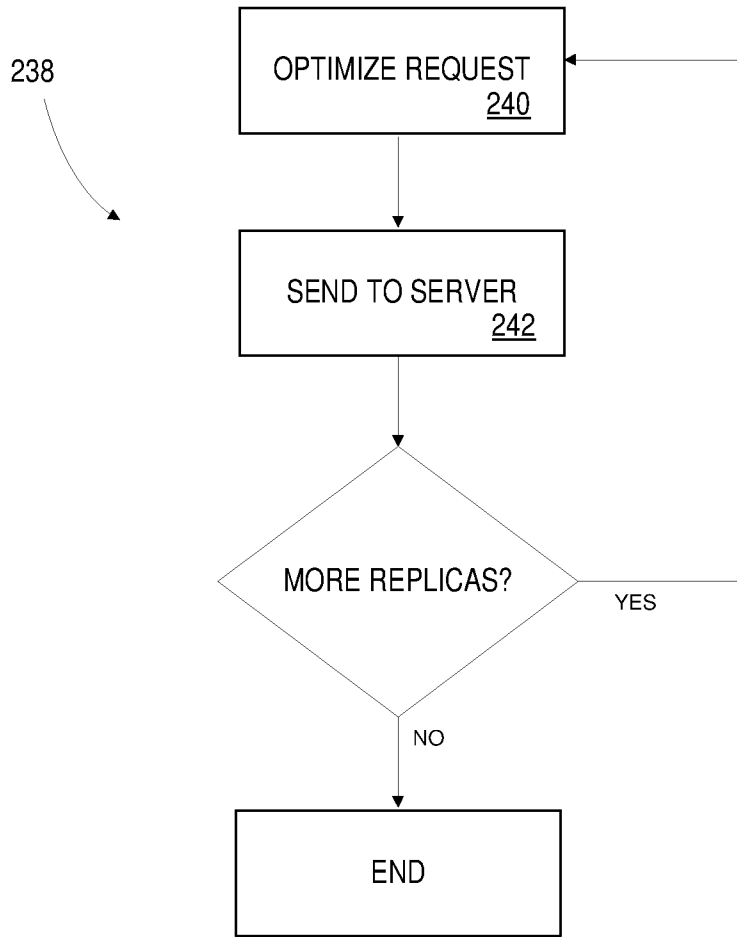 238
OPTIMIZE REQUEST
240
SEND TO SERVER
242
MORE REPLICAS?
YES
NO
END